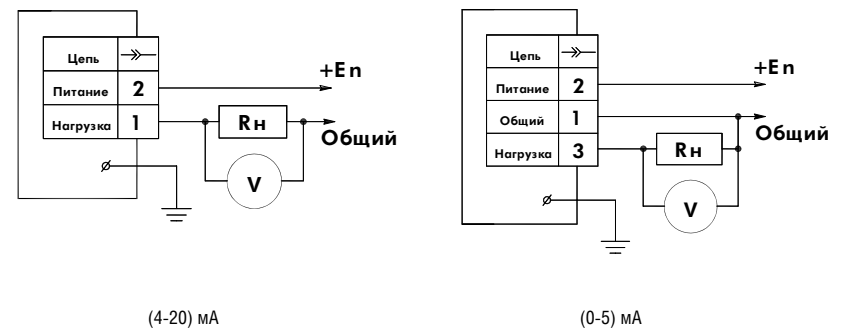 Цепь
Питание 2 +En
Нагрузка 1 Rн Общий
V
(4-20) мА
Цепь
Питание 2 +En
Общий 1 Общий
Нагрузка 3 Rн
V
(0-5) мА